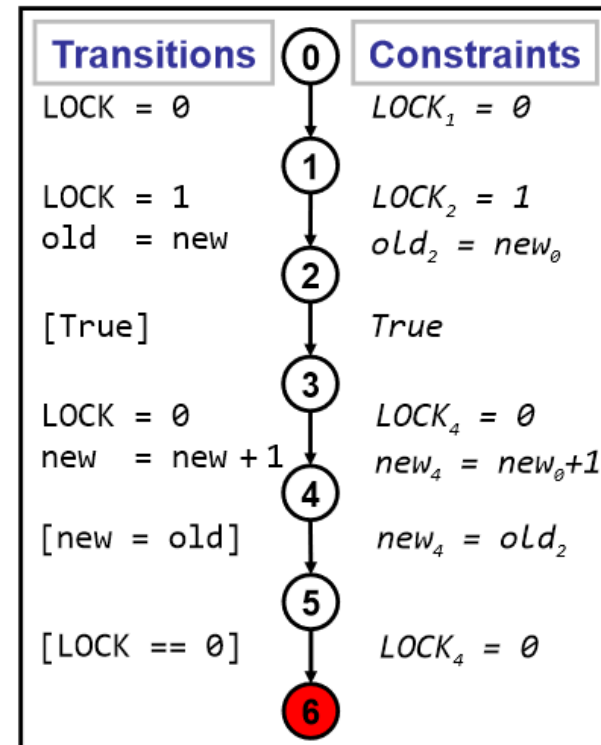 Transitions 0 Constraints
LOCK = 0 LOCK₁ = 0
1
LOCK = 1 LOCK₂ = 1
old = new old₂ = new₀
2
[True] True
3
LOCK = 0 LOCK₄ = 0
new = new + 1 new₄ = new₀+1
4
[new = old] new₄ = old₂
5
[LOCK == 0] LOCK₄ = 0
6